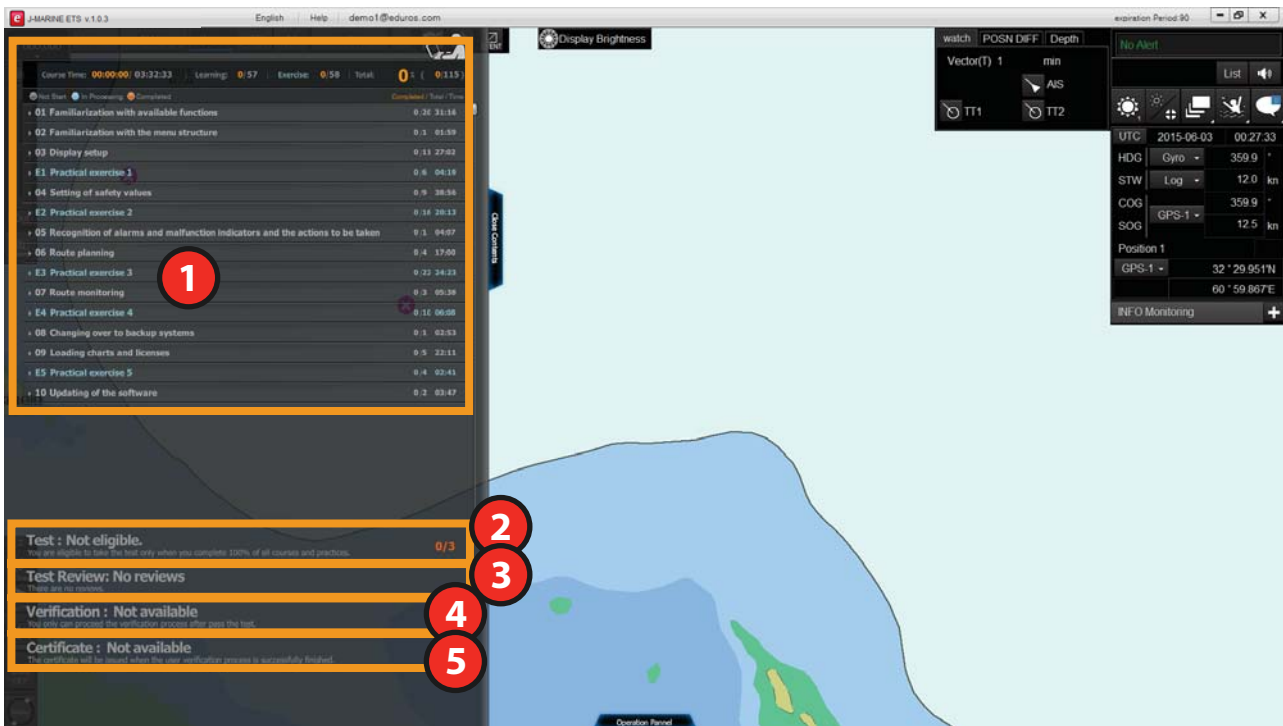 e J-MARINE ETS v.1.0.3 English Help demo1@eduros.com expiration Period:90
Display Brightness
Course Time: 00:00:00/ 03:32:33 Learning: 0/57 Exercise: 0/58 Total: 0% ( 0/115)
Not Start In Processing Completed Completed / Total / Time
01 Familiarization with available functions 31:16
02 Familiarization with the menu structure 0/1 01:59
03 Display setup 0/11 27:02
E1 Practical exercise 1 0/6 04:18
04 Setting of safety values 0/9 38:56
E2 Practical exercise 2 20:13
05 Recognition of alarms and malfunction indicators and the actions to be taken 0/1 04:07
06 Route planning 0/4 17:00
E3 Practical exercise 3 34:33
07 Route monitoring 0/3 05:38
E4 Practical exercise 4 06:08
08 Changing over to backup systems 0/1 03:53
09 Loading charts and licenses 0/5 22:11
E5 Practical exercise 5 0/4 02:41
10 Updating of the software 0/2 03:47
1
Close Contents
Test : Not eligible. 0/3
You are eligible to take the test only when you complete 100% of all courses and practices.
2
Test Review: No reviews
There are no reviews.
3
Verification : Not available
You only can proceed the verification process after pass the test.
4
Certificate : Not available
The certificate will be issued when the user verification process is successfully finished.
5
Operation Pannel
watch POSN DIFF Depth
Vector(T) 1 min
AIS
TT1 TT2
No Alert
List
UTC 2015-06-03 00:27:33
HDG Gyro 359.9 °
STW Log 12.0 kn
COG 359.9 °
GPS-1
SOG 12.5 kn
Position 1
GPS-1 32 ° 29.951'N
60 ° 59.867'E
INFO Monitoring +